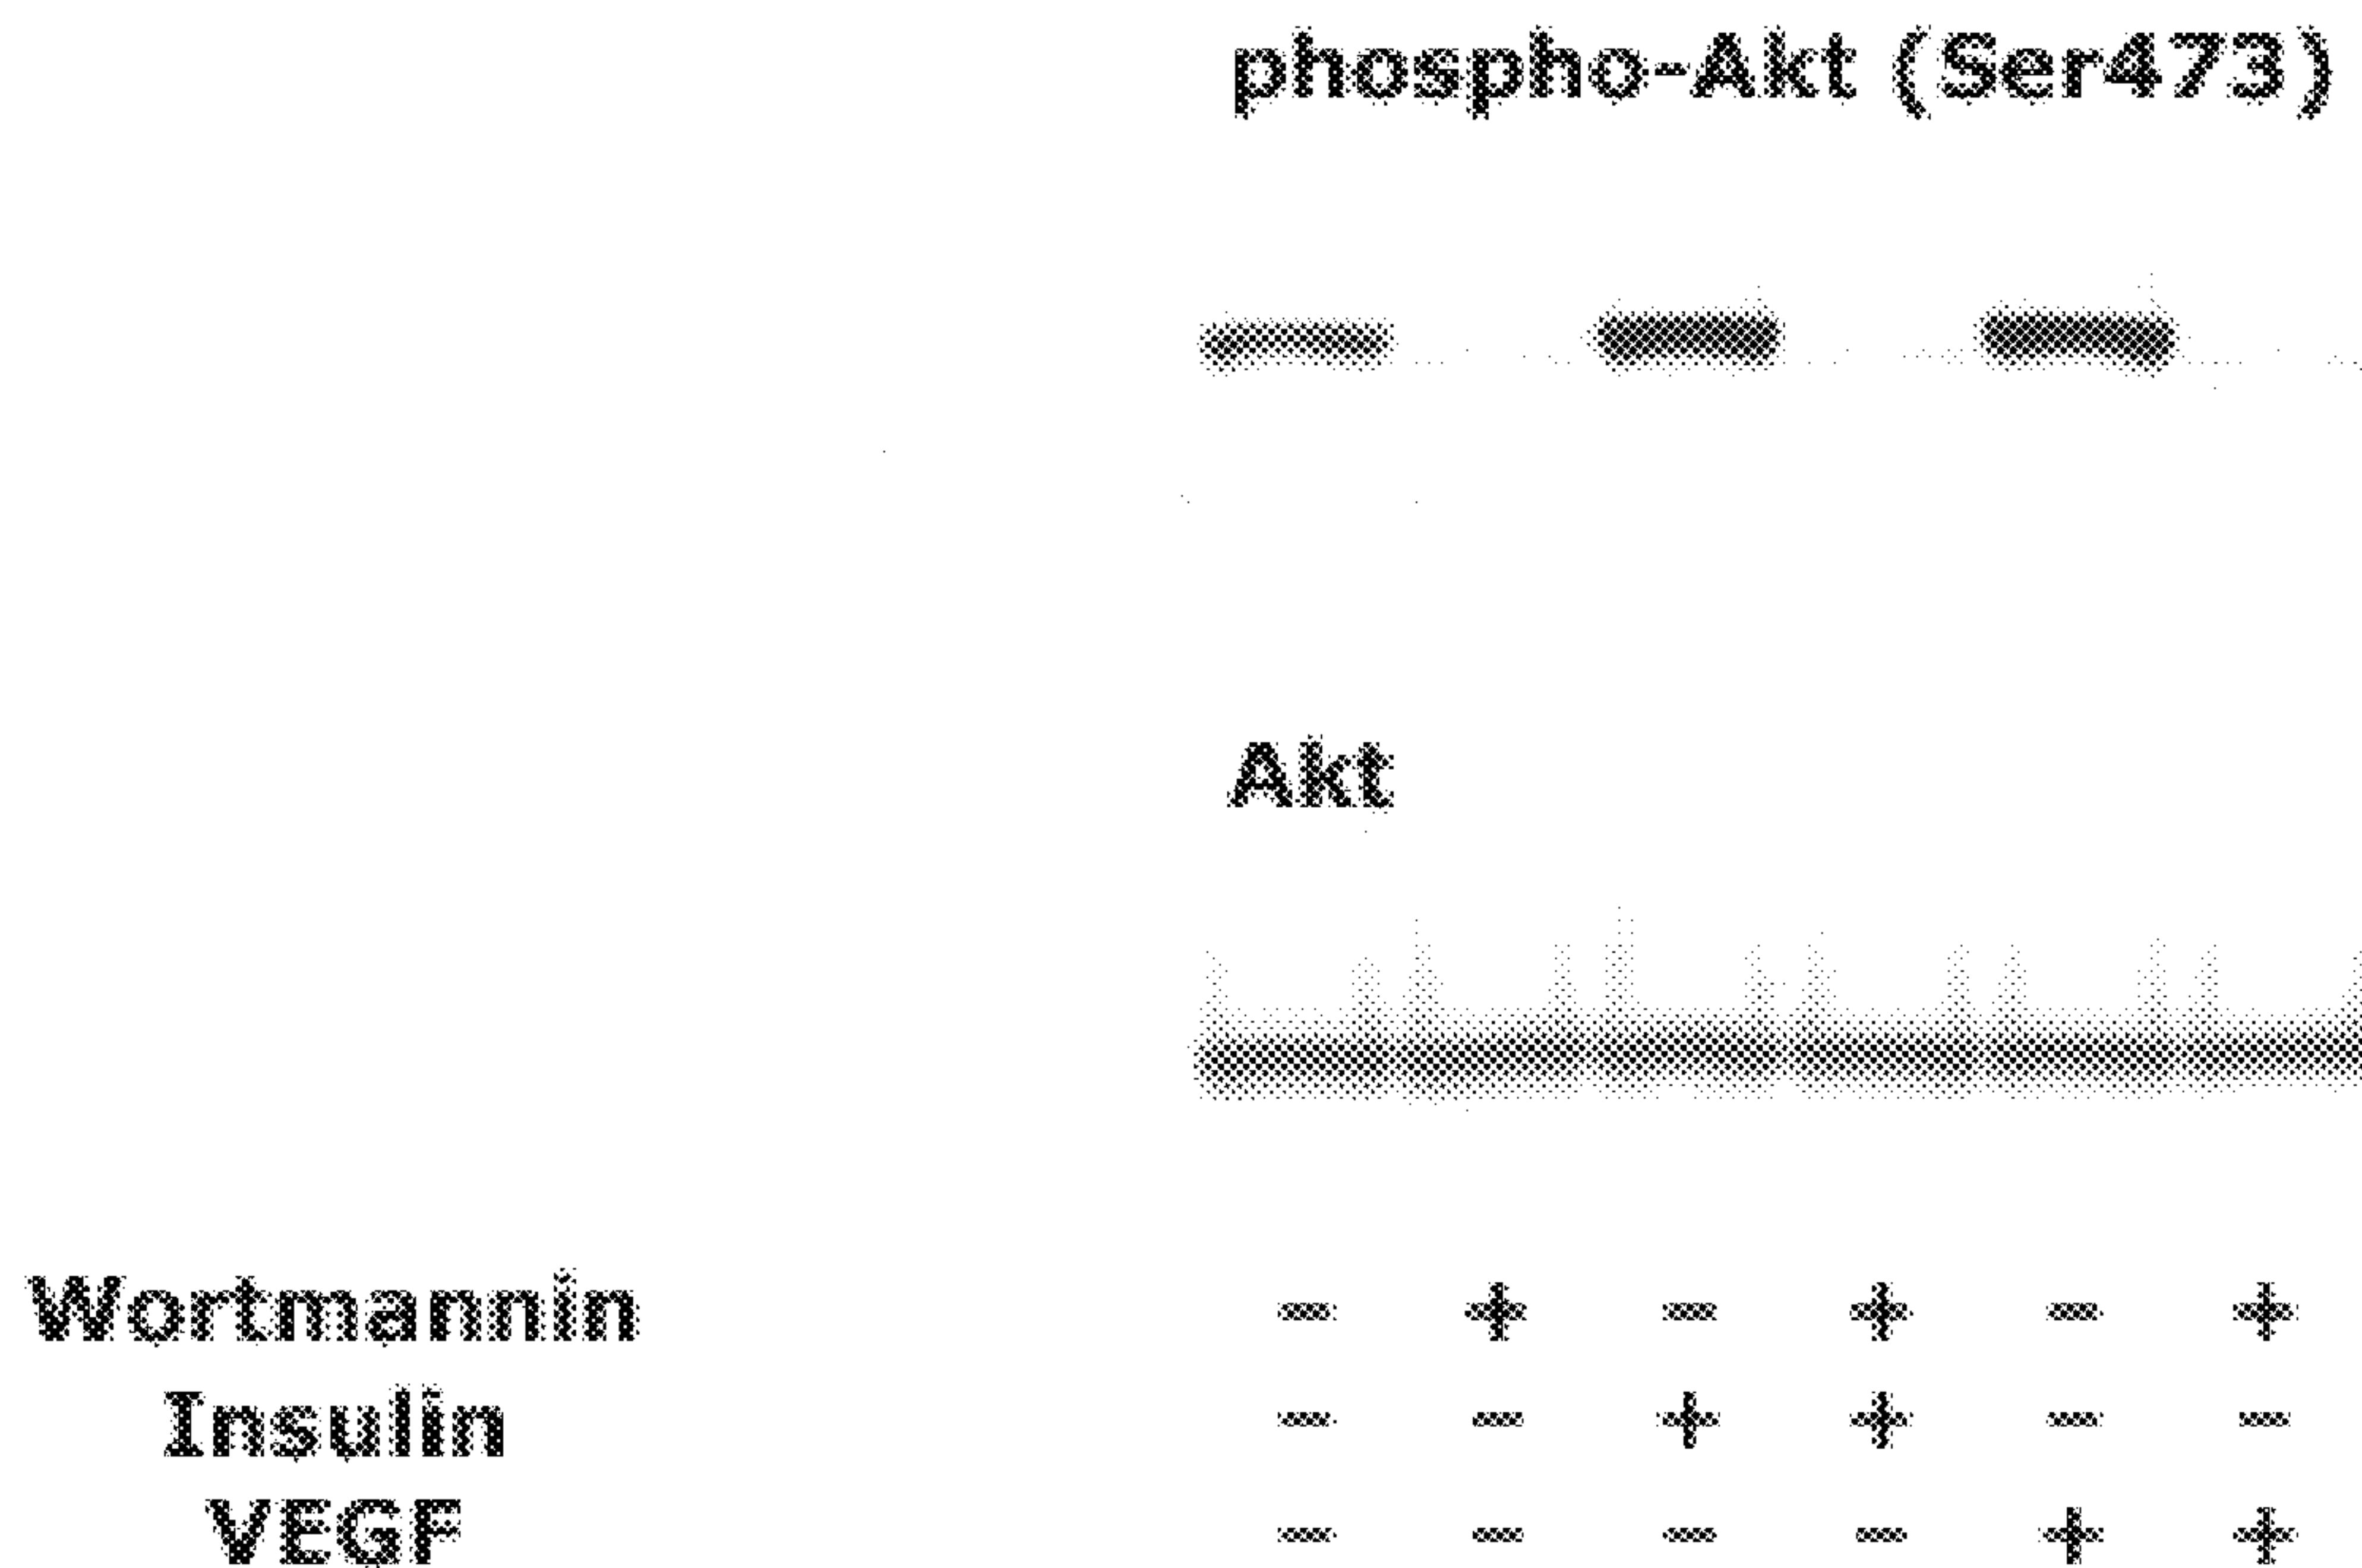 phospho-Akt (Ser473)
Akt
Wortmannin - + - + - +
Insulin - - + + - -
VEGF - - - - + +